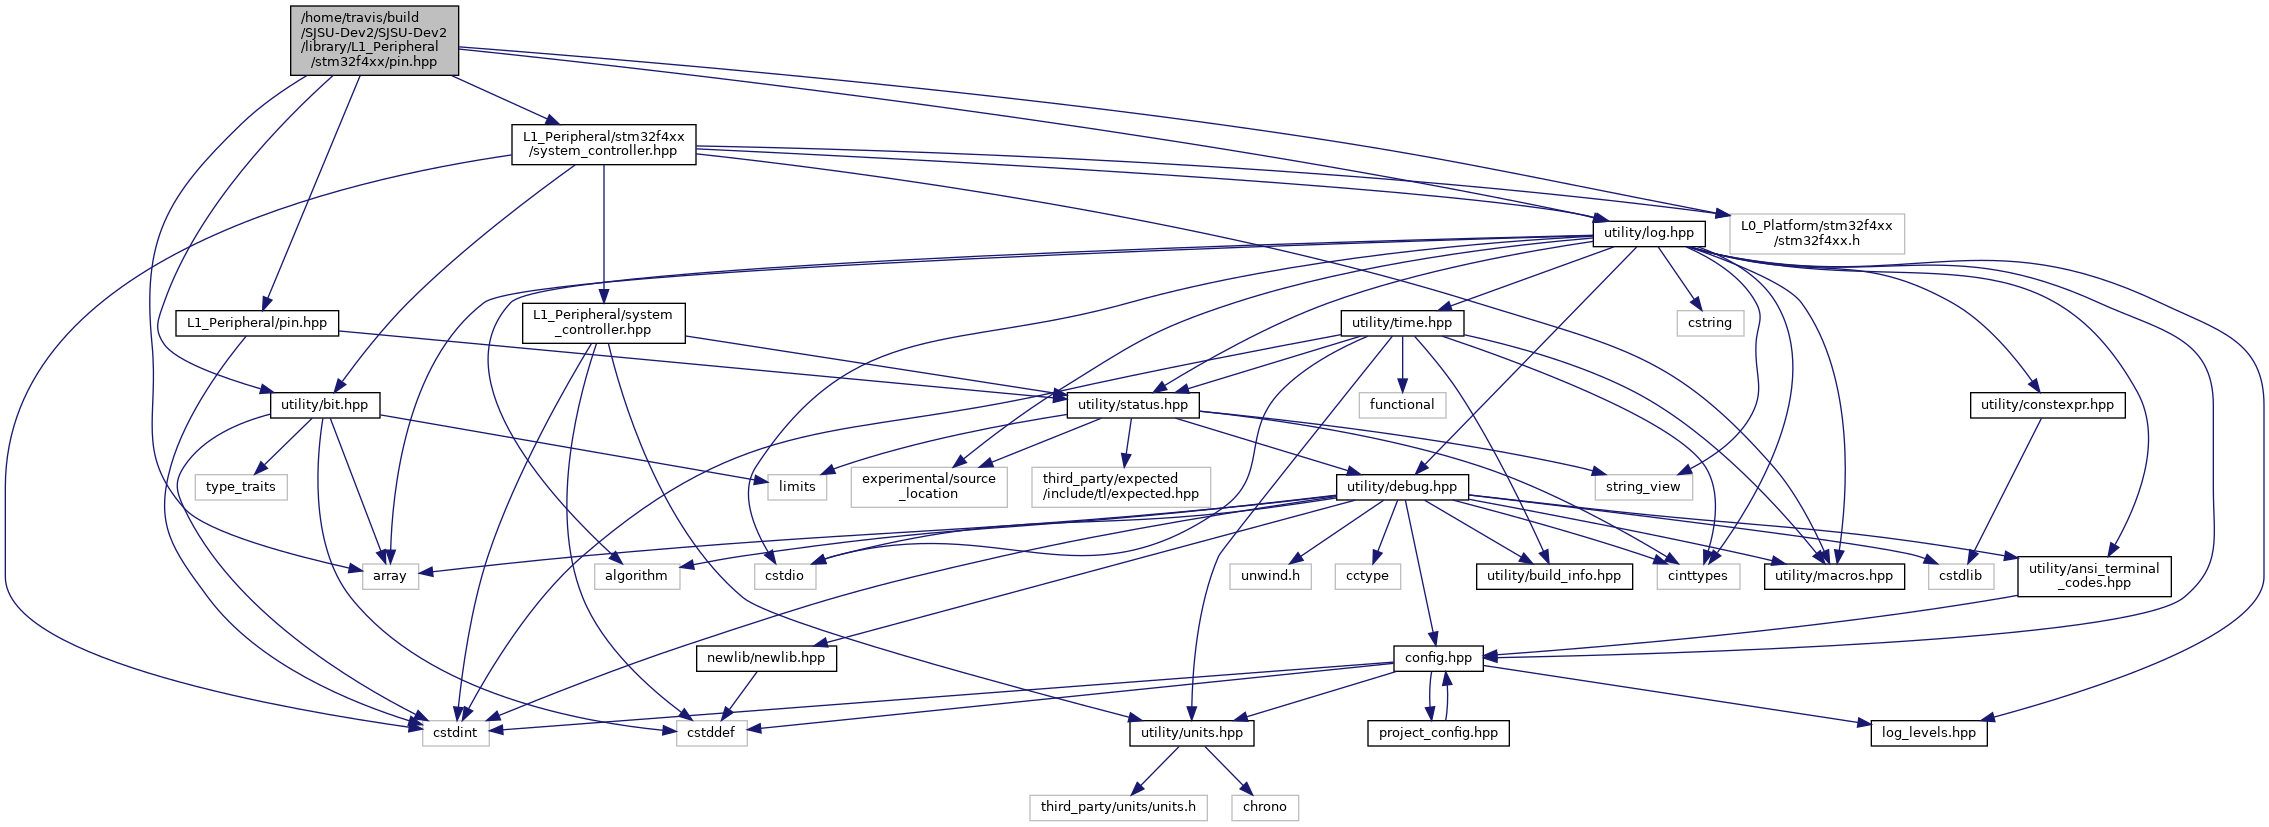 /home/travis/build
/SJSU-Dev2/SJSU-Dev2
/library/L1_Peripheral
/stm32f4xx/pin.hpp
L1_Peripheral/stm32f4xx
/system_controller.hpp
L0_Platform/stm32f4xx
/stm32f4xx.h
utility/log.hpp
L1_Peripheral/pin.hpp
L1_Peripheral/system
_controller.hpp
utility/time.hpp
cstring
utility/bit.hpp
utility/status.hpp
functional
utility/constexpr.hpp
type_traits
limits
experimental/source
_location
third_party/expected
/include/tl/expected.hpp
utility/debug.hpp
string_view
array
algorithm
cstdio
unwind.h
cctype
utility/build_info.hpp
cinttypes
utility/macros.hpp
cstdlib
utility/ansi_terminal
_codes.hpp
newlib/newlib.hpp
config.hpp
cstdint
cstddef
utility/units.hpp
project_config.hpp
log_levels.hpp
third_party/units/units.h
chrono